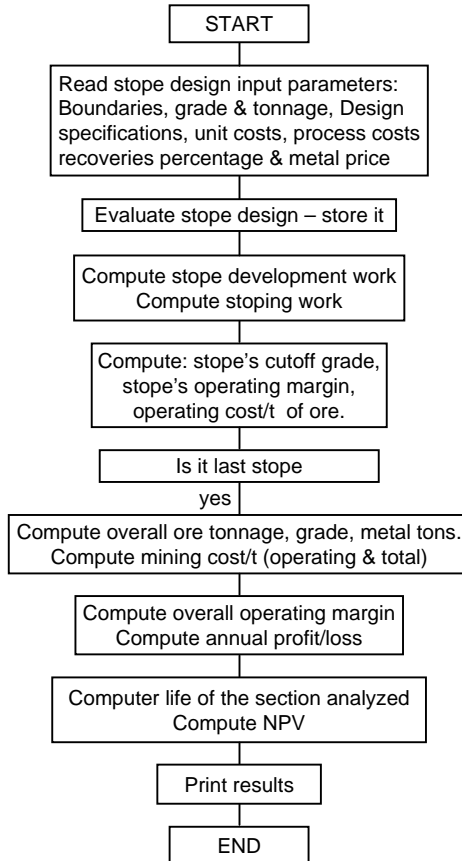 START
Read stope design input parameters:
Boundaries, grade & tonnage, Design
specifications, unit costs, process costs
recoveries percentage & metal price
Evaluate stope design – store it
Compute stope development work
Compute stoping work
Compute: stope's cutoff grade,
stope's operating margin,
operating cost/t of ore.
Is it last stope
yes
Compute overall ore tonnage, grade, metal tons.
Compute mining cost/t (operating & total)
Compute overall operating margin
Compute annual profit/loss
Computer life of the section analyzed
Compute NPV
Print results
END